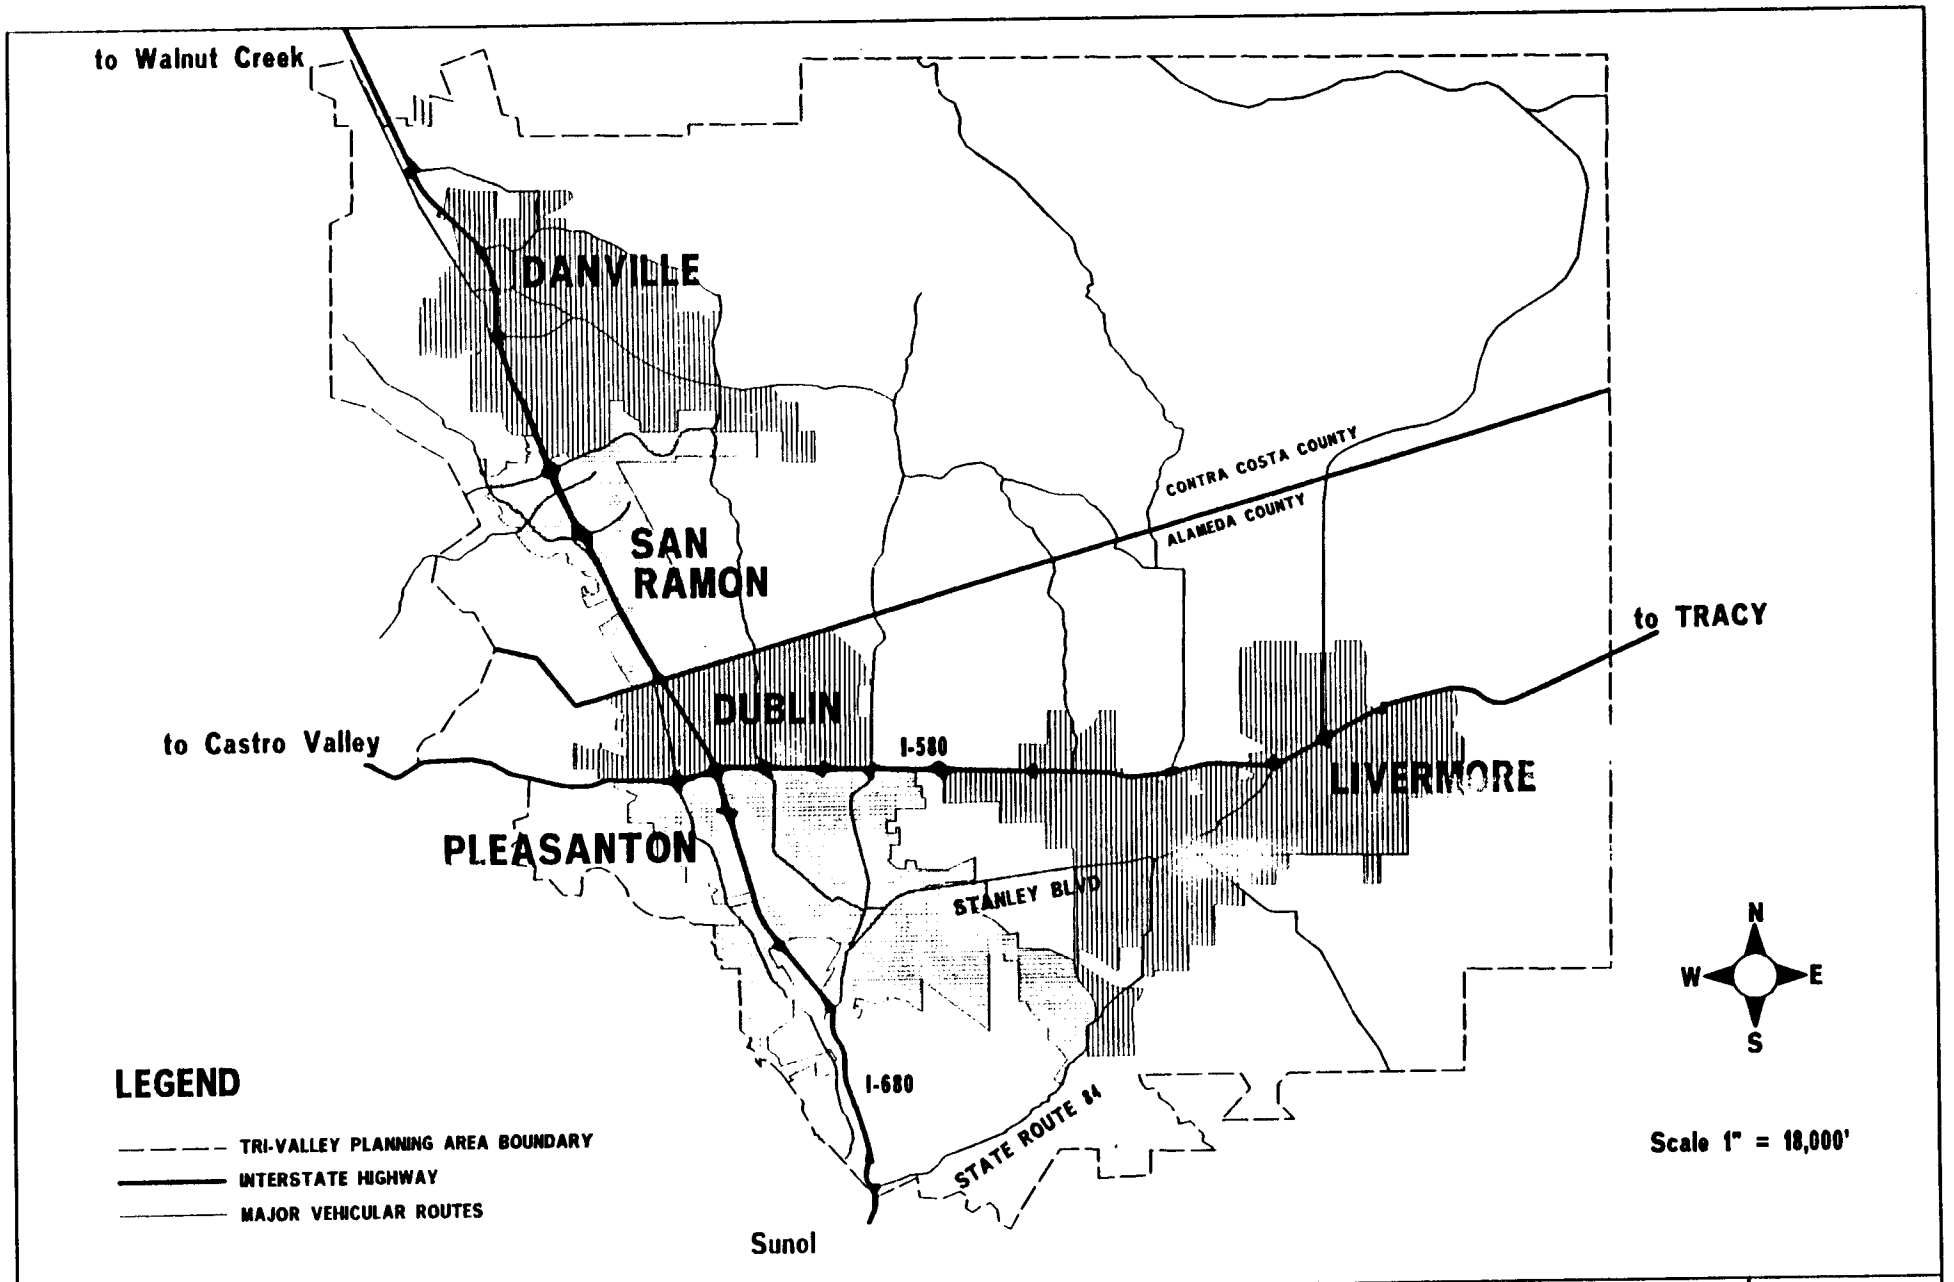 to Walnut Creek
DANVILLE
CONTRA COSTA COUNTY
ALAMEDA COUNTY
SAN
RAMON
to TRACY
DUBLIN
to Castro Valley
I-580
LIVERMORE
PLEASANTON
STANLEY BLVD
N
W
E
S
I-680
STATE ROUTE 84
Scale 1" = 18,000'
LEGEND
TRI-VALLEY PLANNING AREA BOUNDARY
INTERSTATE HIGHWAY
MAJOR VEHICULAR ROUTES
Sunol